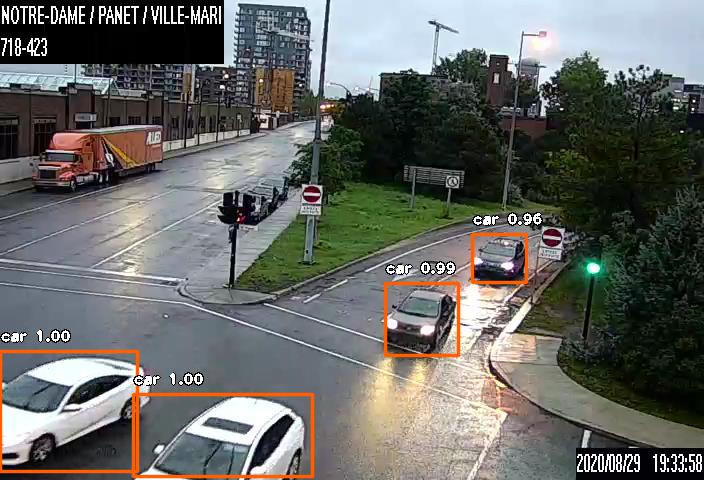 NOTRE-DAME / PANET / VILLE-MARI
718-423
car 0.96
car 0.99
car 1.00
car 1.00
2020/08/29 19:33:58